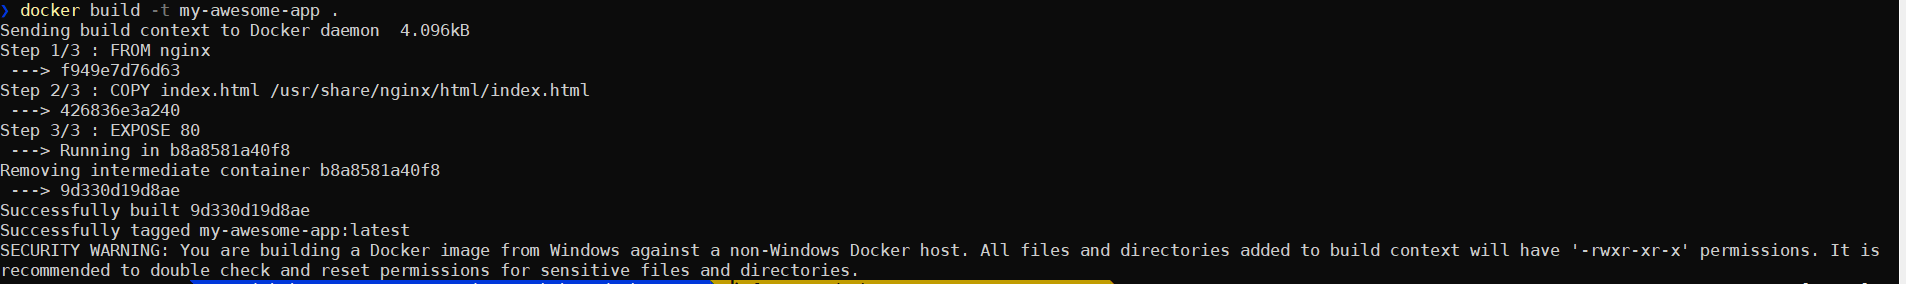 ❯ docker build -t my-awesome-app .
Sending build context to Docker daemon  4.096kB
Step 1/3 : FROM nginx
 ---> f949e7d76d63
Step 2/3 : COPY index.html /usr/share/nginx/html/index.html
 ---> 426836e3a240
Step 3/3 : EXPOSE 80
 ---> Running in b8a8581a40f8
Removing intermediate container b8a8581a40f8
 ---> 9d330d19d8ae
Successfully built 9d330d19d8ae
Successfully tagged my-awesome-app:latest
SECURITY WARNING: You are building a Docker image from Windows against a non-Windows Docker host. All files and directories added to build context will have '-rwxr-xr-x' permissions. It is
recommended to double check and reset permissions for sensitive files and directories.